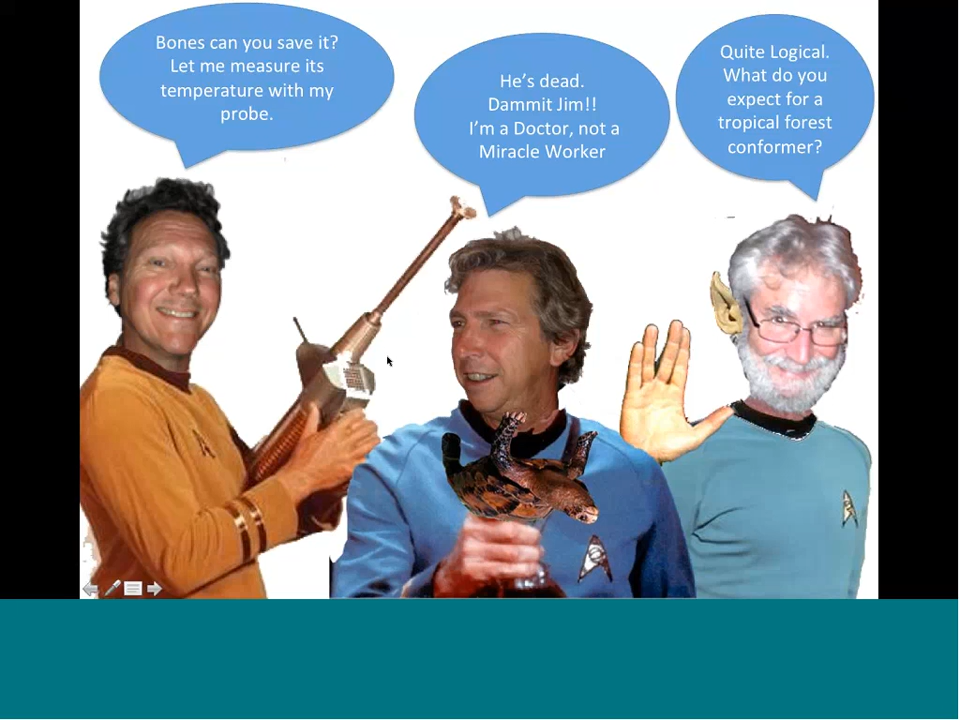 Bones can you save it?
Let me measure its
temperature with my
probe.
He’s dead.
Dammit Jim!!
I’m a Doctor, not a
Miracle Worker
Quite Logical.
What do you
expect for a
tropical forest
conformer?